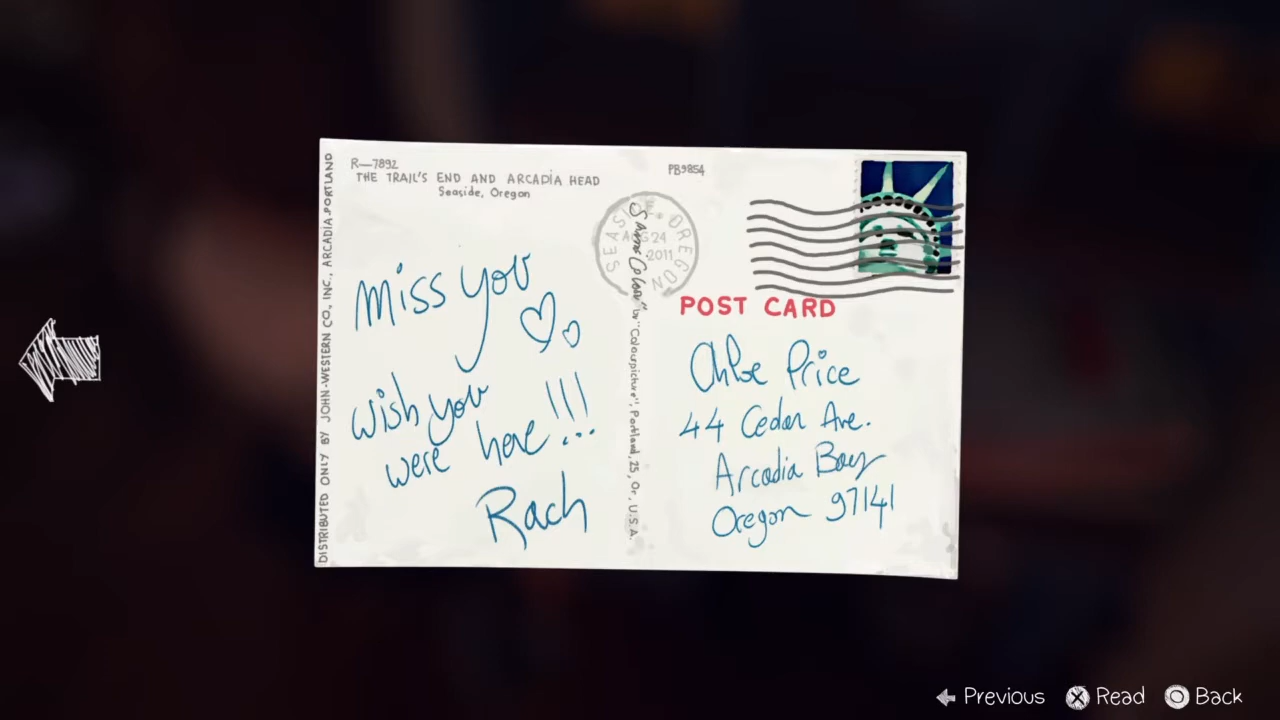 R—7892
THE TRAIL'S END AND ARCADIA HEAD
Seaside, Oregon
PB9854
DISTRIBUTED ONLY BY JOHN-WESTERN CO., INC., ARCADIA-PORTLAND
SEASIDE. OREGON
AUG 24
2011
by "Colourpicture", Portland, 25, Or, U.S.A.
POST CARD
Miss you
Wish you
were here!!!
Rach
Chloe Price
44 Cedar Ave.
Arcadia Bay
Oregon 97141
Previous
Read
Back